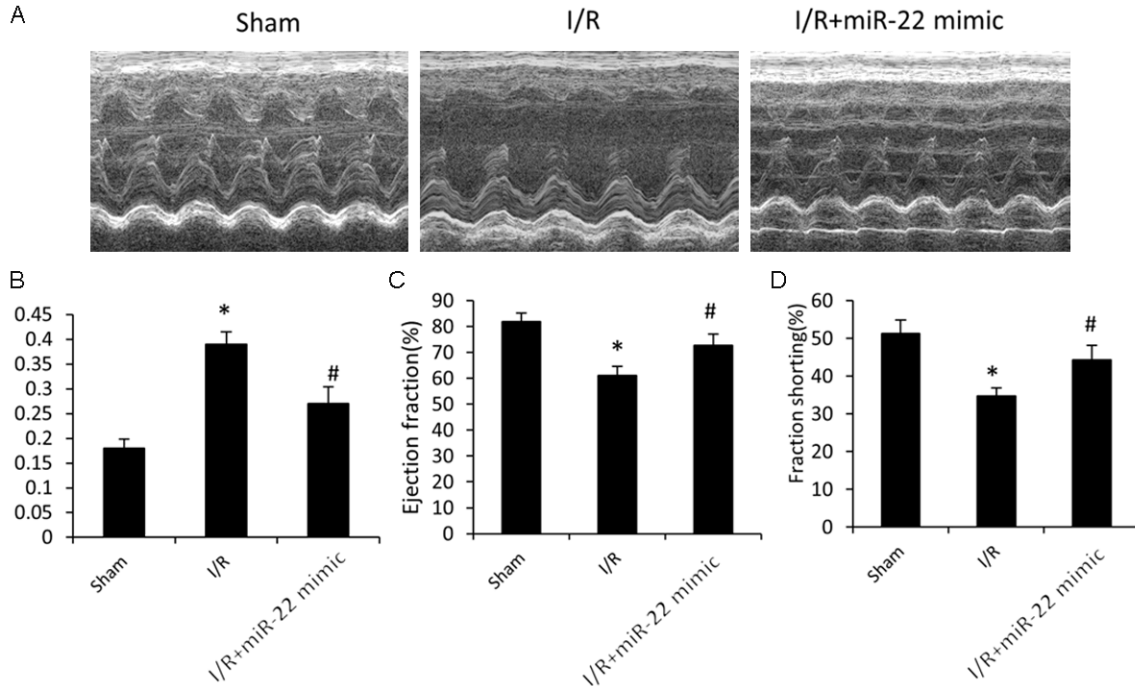 A
Sham
I/R
I/R+miR-22 mimic
B
0.45
0.4
0.35
0.3
0.25
0.2
0.15
0.1
0.05
0
*
#
Sham
I/R
I/R+miR-22 mimic
C
Ejection fraction(%)
90
80
70
60
50
40
30
20
10
0
*
#
Sham
I/R
I/R+miR-22 mimic
D
Fraction shorting(%)
60
50
40
30
20
10
0
*
#
Sham
I/R
I/R+miR-22 mimic